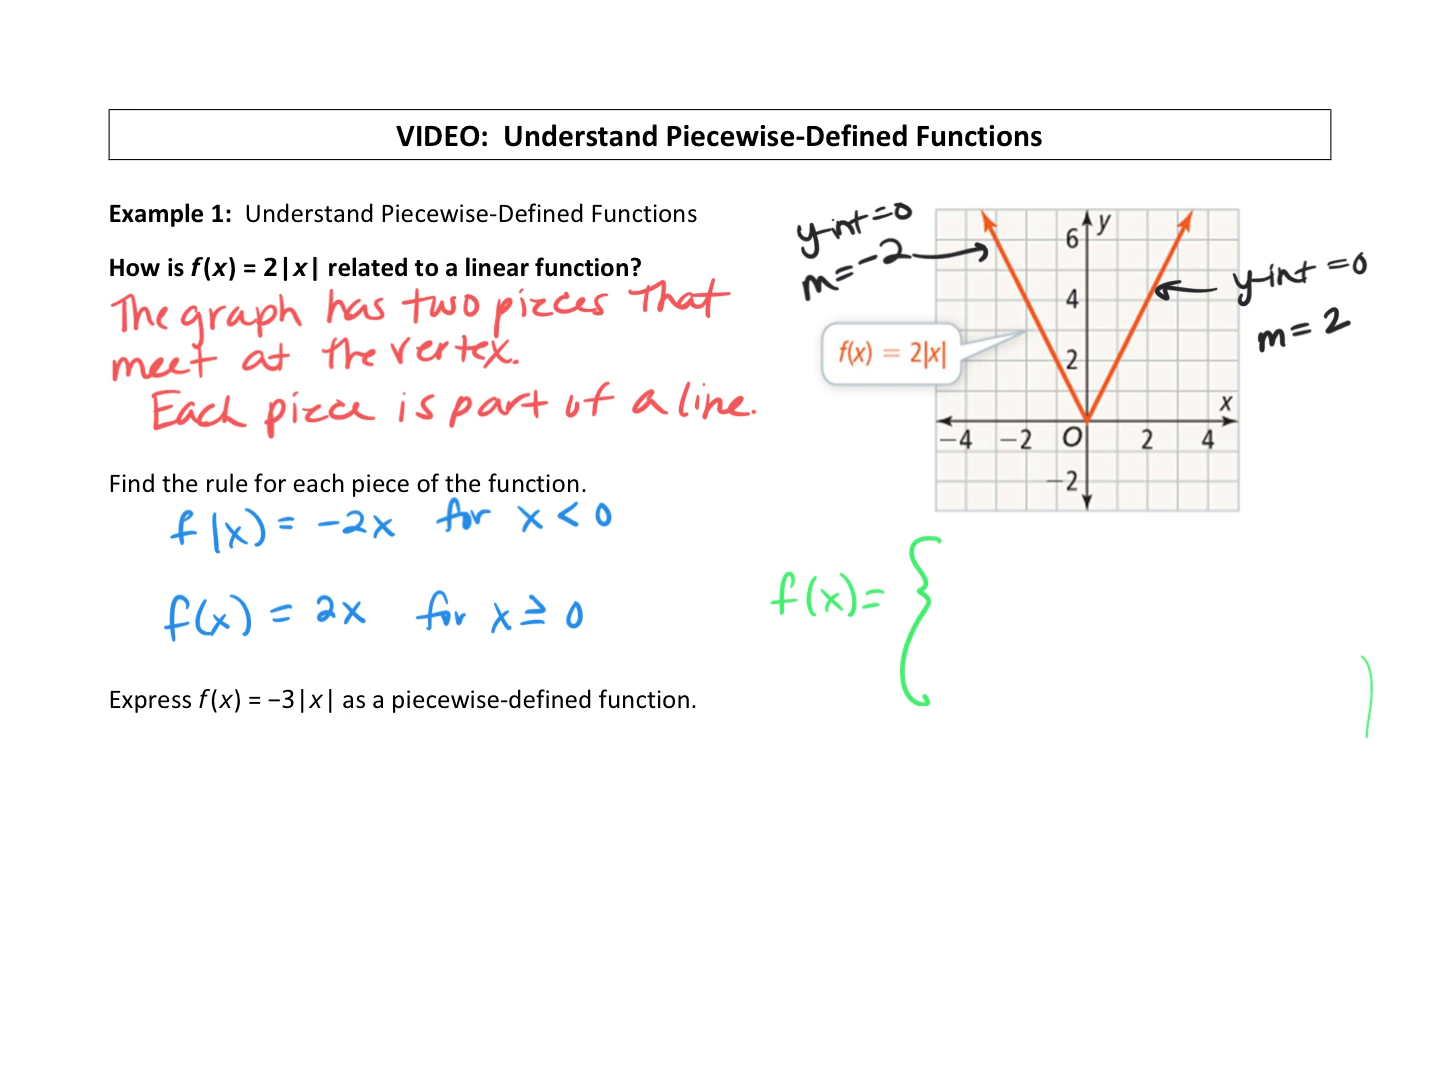 VIDEO: Understand Piecewise-Defined Functions
Example 1: Understand Piecewise-Defined Functions
How is f(x) = 2|x| related to a linear function?
The graph has two pieces that
meet at the vertex.
Each piece is part of a line.
y-int=0
m=-2
y-int=0
m=2
f(x) = 2|x|
y
6
4
2
x
-4 -2 O 2 4
-2
Find the rule for each piece of the function.
f(x) = -2x for x < 0
f(x) = 2x for x ≥ 0
f(x)= {
Express f(x) = −3|x| as a piecewise-defined function.